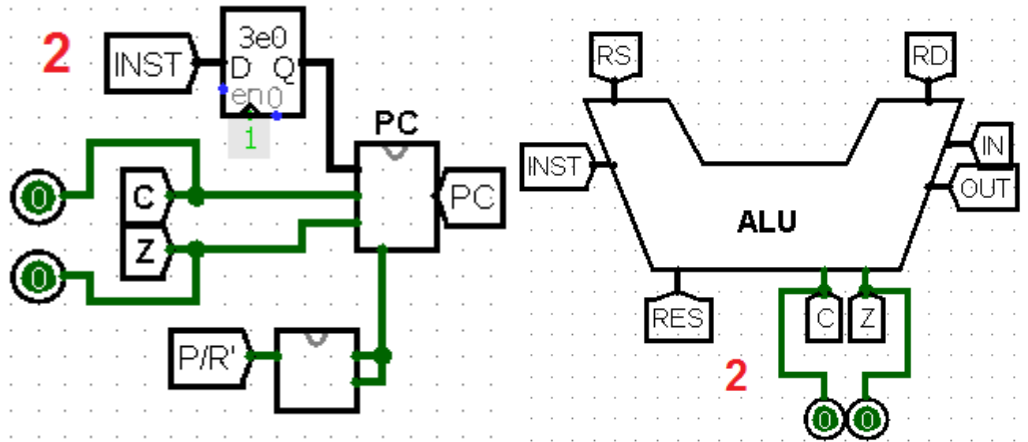 2
INST
3e0
D Q
en 0
1
PC
0
C
PC
Z
0
P/R'
RS
RD
INST
IN
OUT
ALU
RES
C
Z
2
0
0